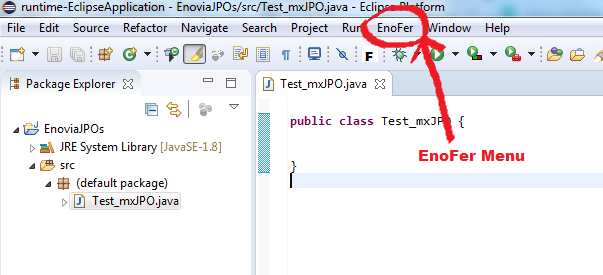 runtime-EclipseApplication - EnoviaJPOs/src/Test_mxJPO.java - Eclipse Platform
File Edit Source Refactor Navigate Search Project Run EnoFer Window Help
F
Package Explorer
Test_mxJPO.java
EnoviaJPOs
JRE System Library [JavaSE-1.8]
src
(default package)
Test_mxJPO.java
public class Test_mxJPO {
}
EnoFer Menu